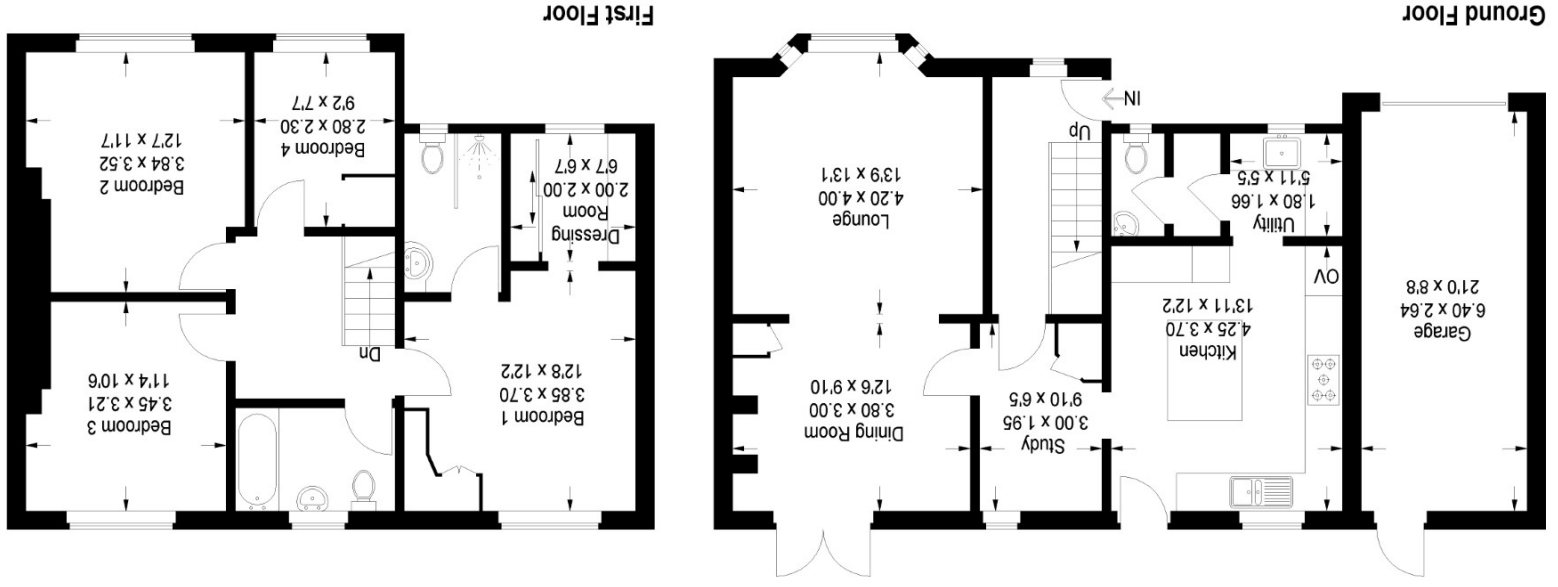 Ground Floor
Garage
6.40 x 2.64
21'0 x 8'8
Kitchen
4.25 x 3.70
13'11 x 12'2
OV
Utility
1.80 x 1.66
5'11 x 5'5
Study
3.00 x 1.95
9'10 x 6'5
Dining Room
3.80 x 3.00
12'6 x 9'10
Lounge
4.20 x 4.00
13'9 x 13'1
Up
IN
First Floor
Bedroom 1
3.85 x 3.70
12'8 x 12'2
Dressing
Room
2.00 x 2.00
6'7 x 6'7
Dn
Bedroom 4
2.80 x 2.30
9'2 x 7'7
Bedroom 2
3.84 x 3.52
12'7 x 11'7
Bedroom 3
3.45 x 3.21
11'4 x 10'6